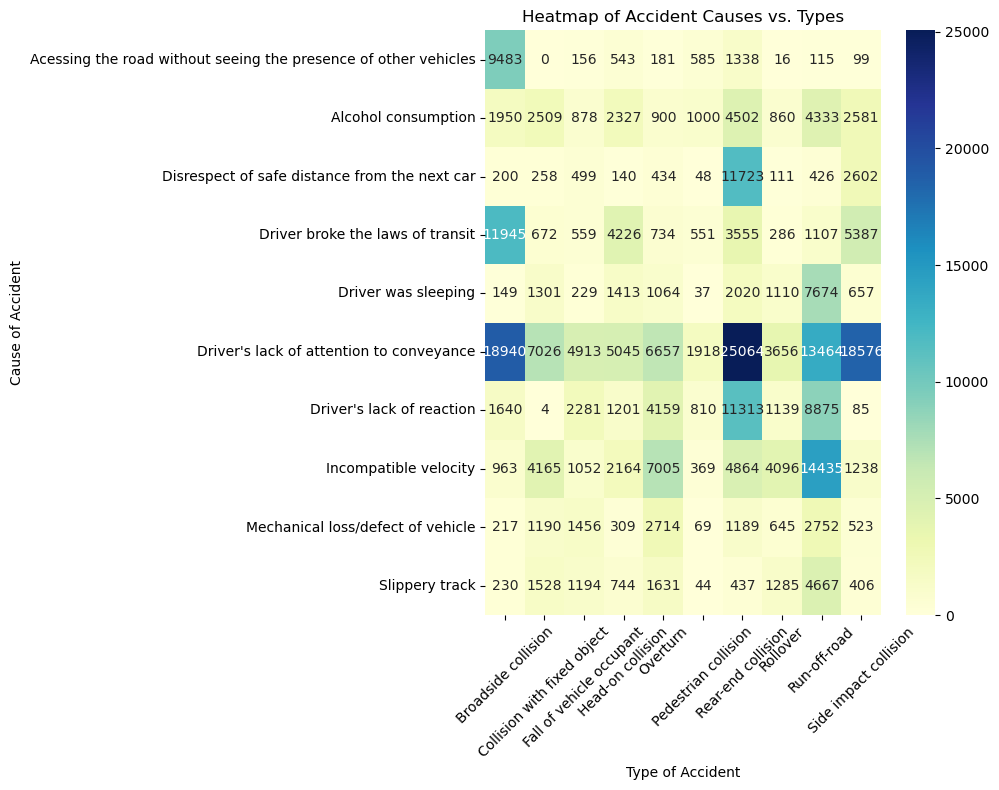 Heatmap of Accident Causes vs. Types
Acessing the road without seeing the presence of other vehicles 9483 0 156 543 181 585 1338 16 115 99
Alcohol consumption 1950 2509 878 2327 900 1000 4502 860 4333 2581
Disrespect of safe distance from the next car 200 258 499 140 434 48 11723 111 426 2602
Driver broke the laws of transit 11945 672 559 4226 734 551 3555 286 1107 5387
Driver was sleeping 149 1301 229 1413 1064 37 2020 1110 7674 657
Driver's lack of attention to conveyance 18940 7026 4913 5045 6657 1918 25064 3656 13464 18576
Driver's lack of reaction 1640 4 2281 1201 4159 810 11313 1139 8875 85
Incompatible velocity 963 4165 1052 2164 7005 369 4864 4096 14435 1238
Mechanical loss/defect of vehicle 217 1190 1456 309 2714 69 1189 645 2752 523
Slippery track 230 1528 1194 744 1631 44 437 1285 4667 406
Cause of Accident
Broadside collision
Collision with fixed object
Fall of vehicle occupant
Head-on collision
Overturn
Pedestrian collision
Rear-end collision
Rollover
Run-off-road
Side impact collision
Type of Accident
25000
20000
15000
10000
5000
0